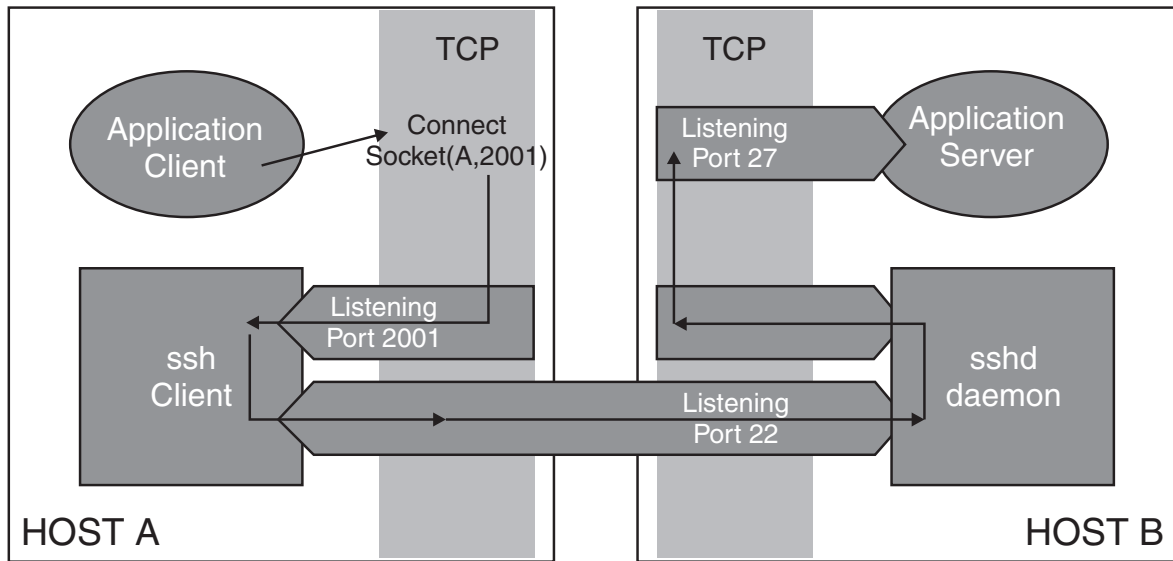 TCP
Application
Client
Connect
Socket(A,2001)
Listening
Port 2001
ssh
Client
HOST A
TCP
Listening
Port 27
Application
Server
sshd
daemon
Listening
Port 22
HOST B